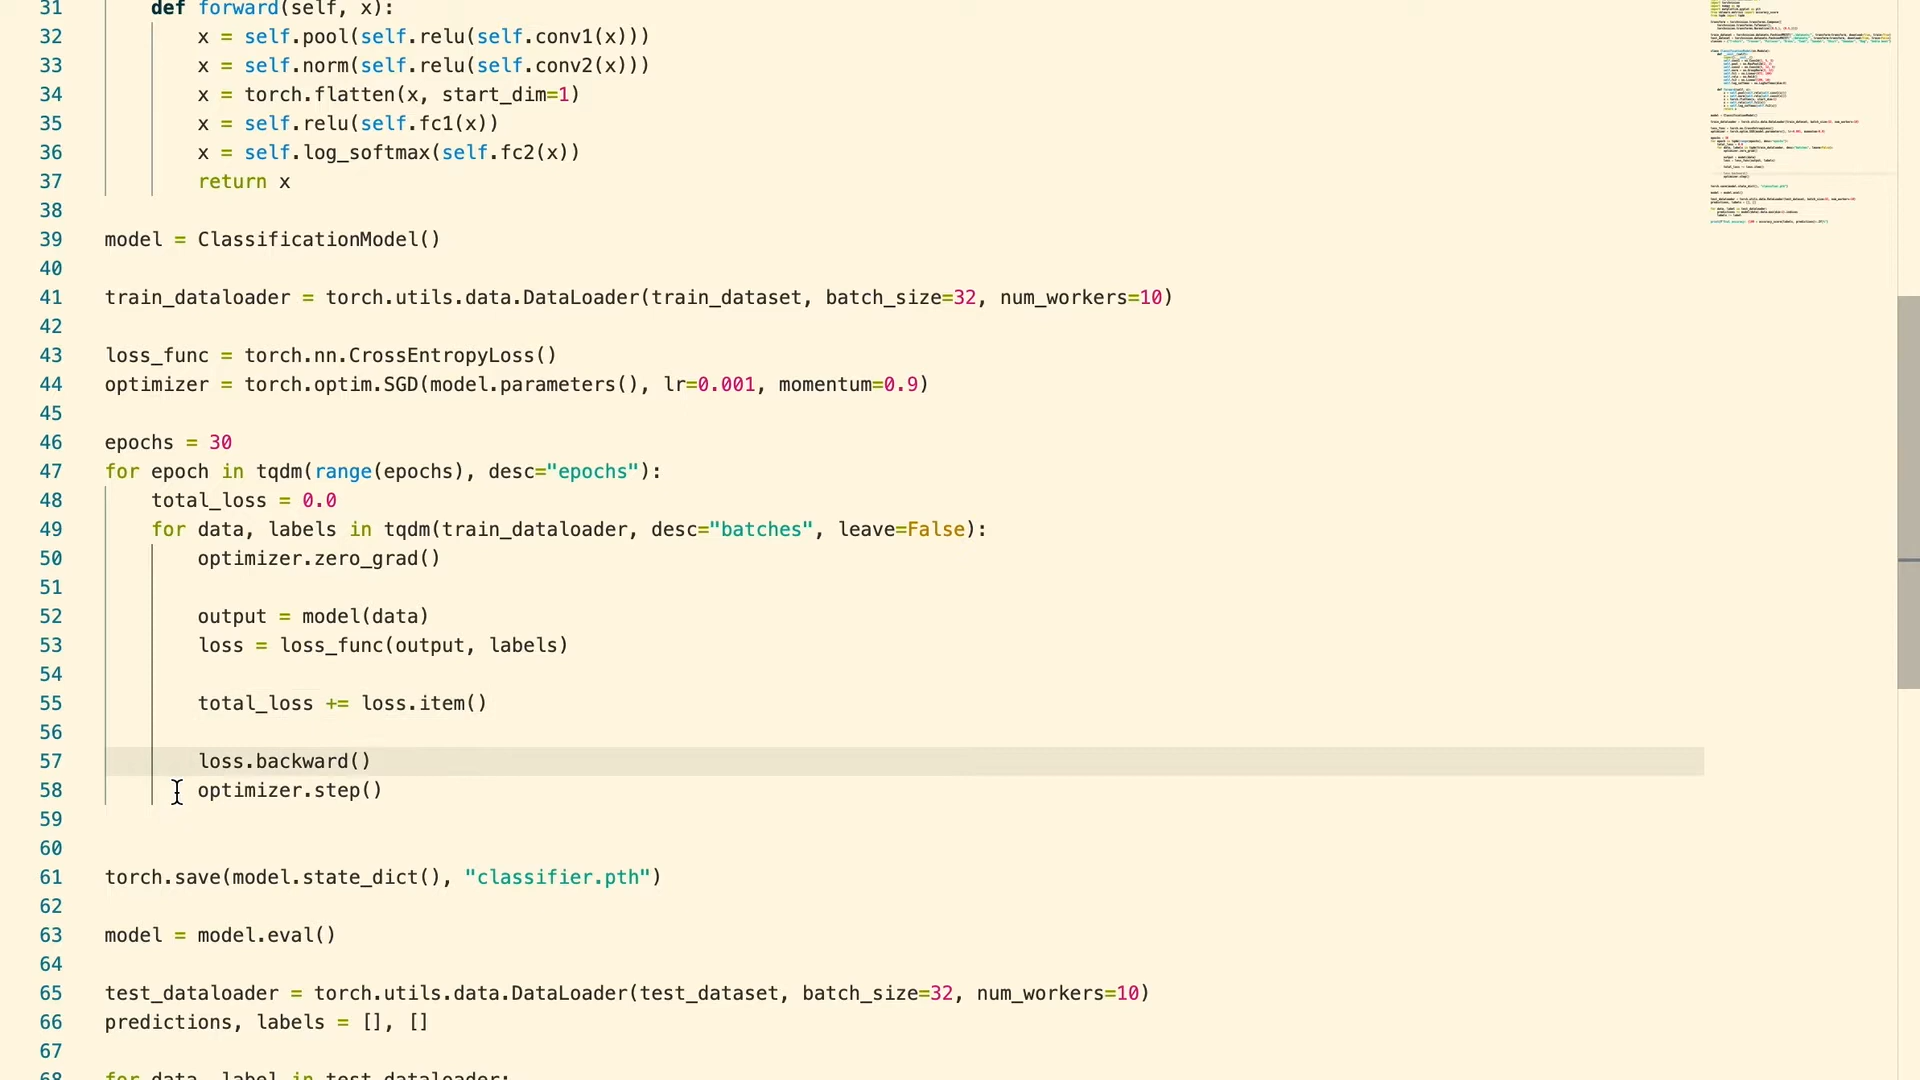 31 def forward(self, x):
32 x = self.pool(self.relu(self.conv1(x)))
33 x = self.norm(self.relu(self.conv2(x)))
34 x = torch.flatten(x, start_dim=1)
35 x = self.relu(self.fc1(x))
36 x = self.log_softmax(self.fc2(x))
37 return x
38
39 model = ClassificationModel()
40
41 train_dataloader = torch.utils.data.DataLoader(train_dataset, batch_size=32, num_workers=10)
42
43 loss_func = torch.nn.CrossEntropyLoss()
44 optimizer = torch.optim.SGD(model.parameters(), lr=0.001, momentum=0.9)
45
46 epochs = 30
47 for epoch in tqdm(range(epochs), desc="epochs"):
48 total_loss = 0.0
49 for data, labels in tqdm(train_dataloader, desc="batches", leave=False):
50 optimizer.zero_grad()
51
52 output = model(data)
53 loss = loss_func(output, labels)
54
55 total_loss += loss.item()
56
57 loss.backward()
58 optimizer.step()
59
60
61 torch.save(model.state_dict(), "classifier.pth")
62
63 model = model.eval()
64
65 test_dataloader = torch.utils.data.DataLoader(test_dataset, batch_size=32, num_workers=10)
66 predictions, labels = [], []
67
68 for data, label in test_dataloader: